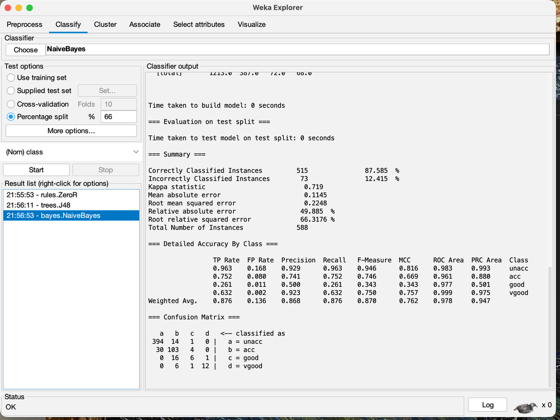 Weka Explorer
Preprocess Classify Cluster Associate Select attributes Visualize
Classifier
Choose NaiveBayes
Test options
Use training set
Supplied test set Set...
Cross-validation Folds 10
Percentage split % 66
More options...
(Nom) class
Start Stop
Result list (right-click for options)
21:55:53 - rules.ZeroR
21:56:11 - trees.J48
21:56:53 - bayes.NaiveBayes
Classifier output
[total] 1213.0 387.0 72.0 68.0
Time taken to build model: 0 seconds
=== Evaluation on test split ===
Time taken to test model on test split: 0 seconds
=== Summary ===
Correctly Classified Instances 515 87.585 %
Incorrectly Classified Instances 73 12.415 %
Kappa statistic 0.719
Mean absolute error 0.1145
Root mean squared error 0.2248
Relative absolute error 49.885 %
Root relative squared error 66.3176 %
Total Number of Instances 588
=== Detailed Accuracy By Class ===
TP Rate FP Rate Precision Recall F-Measure MCC ROC Area PRC Area Class
0.963 0.168 0.929 0.963 0.946 0.816 0.983 0.993 unacc
0.752 0.080 0.741 0.752 0.746 0.669 0.961 0.880 acc
0.261 0.011 0.500 0.261 0.343 0.343 0.977 0.501 good
0.632 0.002 0.923 0.632 0.750 0.757 0.999 0.975 vgood
Weighted Avg. 0.876 0.136 0.868 0.876 0.870 0.762 0.978 0.947
=== Confusion Matrix ===
a b c d <-- classified as
394 14 1 0 | a = unacc
30 103 4 0 | b = acc
0 16 6 1 | c = good
0 6 1 12 | d = vgood
Status
OK
Log
x 0